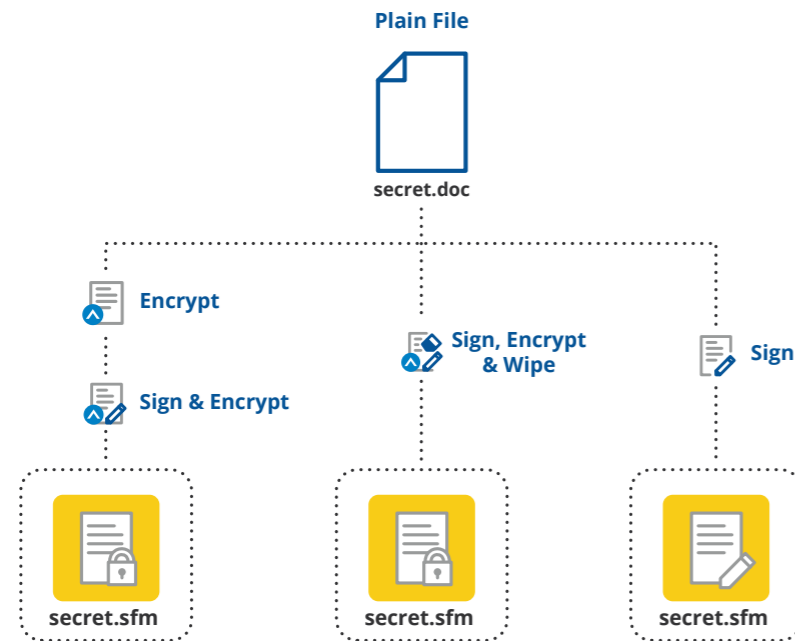 Plain File
secret.doc
Encrypt
Sign & Encrypt
Sign, Encrypt
& Wipe
Sign
secret.sfm
secret.sfm
secret.sfm